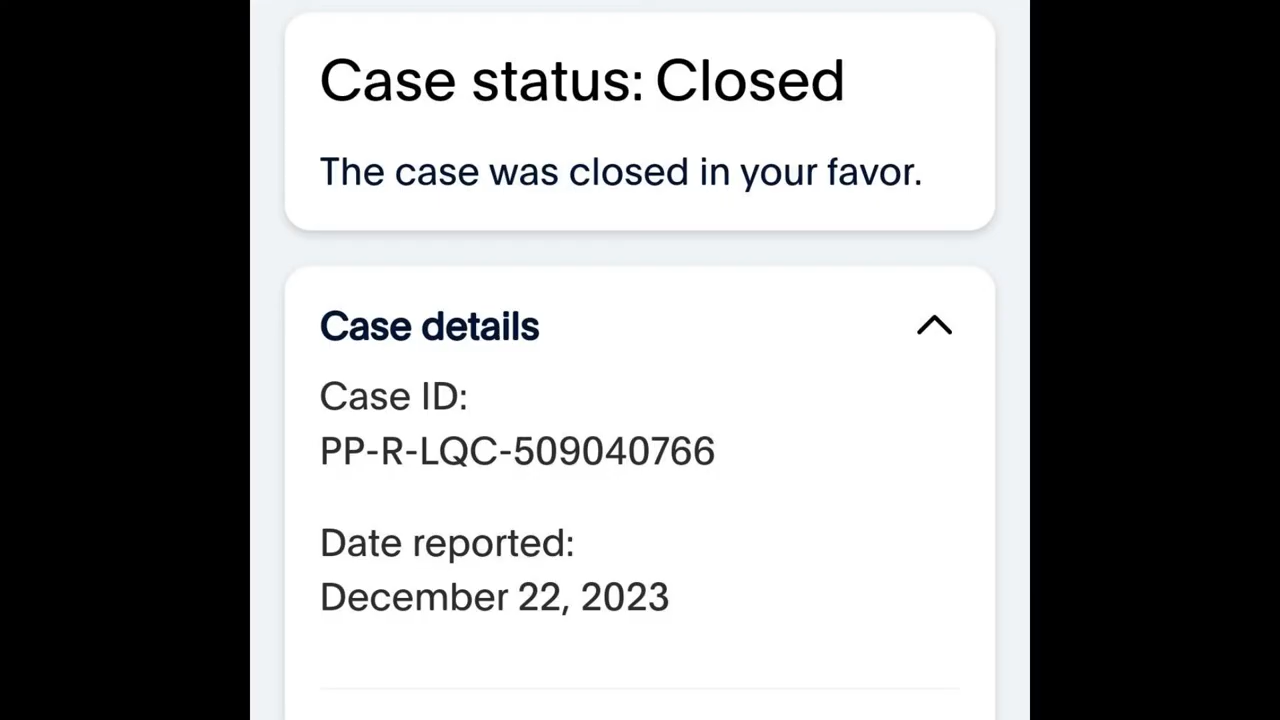 Case status: Closed
The case was closed in your favor.
Case details
Case ID:
PP-R-LQC-509040766
Date reported:
December 22, 2023